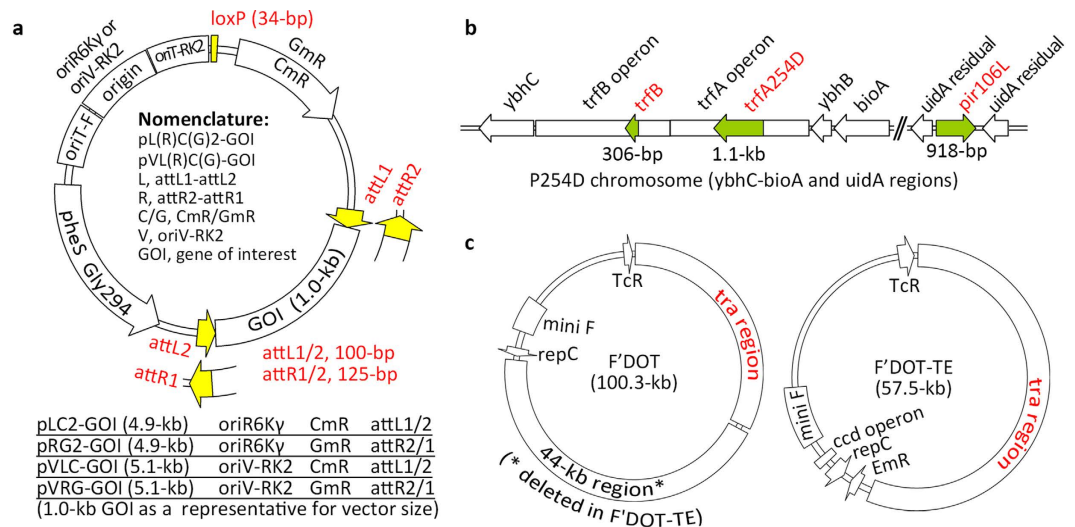 a
loxP (34-bp)
oriR6Kγ or
oriV-RK2
oriT-RK2
origin
oriT-F
GmR
CmR
Nomenclature:
pL(R)C(G)2-GOI
pVL(R)C(G)-GOI
L, attL1-attL2
R, attR2-attR1
C/G, CmR/GmR
V, oriV-RK2
GOI, gene of interest
attL1
attR2
pheS Gly294
GOI (1.0-kb)
attL2
attR1
attL1/2, 100-bp
attR1/2, 125-bp
pLC2-GOI (4.9-kb) oriR6Kγ CmR attL1/2
pRG2-GOI (4.9-kb) oriR6Kγ GmR attR2/1
pVLC-GOI (5.1-kb) oriV-RK2 CmR attL1/2
pVRG-GOI (5.1-kb) oriV-RK2 GmR attR2/1
(1.0-kb GOI as a representative for vector size)
b
ybhC
trfB operon
trfB
trfA operon
trfA254D
ybhB
bioA
uidA residual
pir106L
uidA residual
306-bp
1.1-kb
918-bp
P254D chromosome (ybhC-bioA and uidA regions)
c
TcR
tra region
mini F
repC
F'DOT
(100.3-kb)
44-kb region*
(* deleted in F'DOT-TE)
TcR
F'DOT-TE
(57.5-kb)
mini F
ccd operon
repC
EmR
tra region